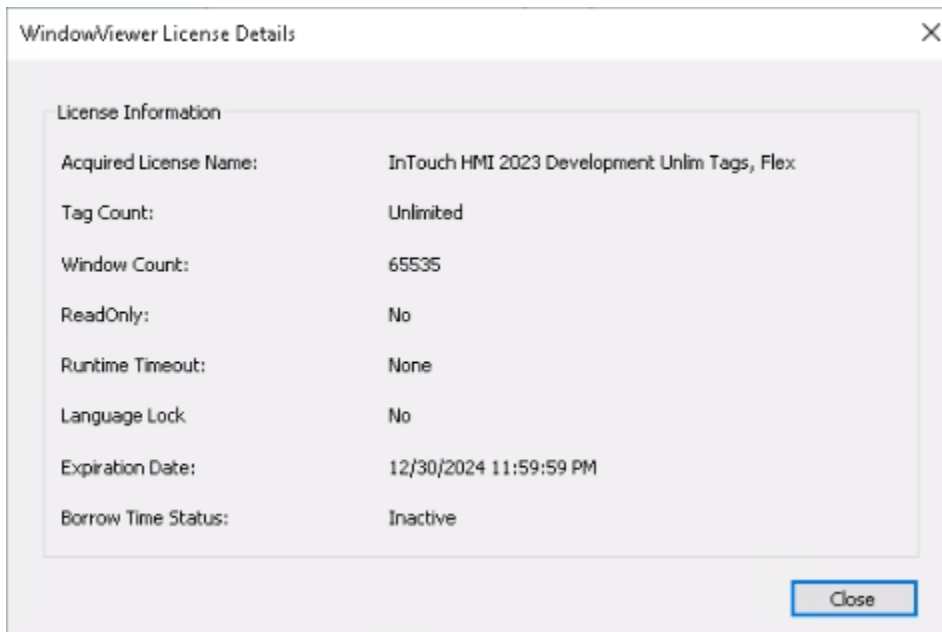 WindowViewer License Details
License Information
Acquired License Name: InTouch HMI 2023 Development Unlim Tags, Flex
Tag Count: Unlimited
Window Count: 65535
ReadOnly: No
Runtime Timeout: None
Language Lock No
Expiration Date: 12/30/2024 11:59:59 PM
Borrow Time Status: Inactive
Close